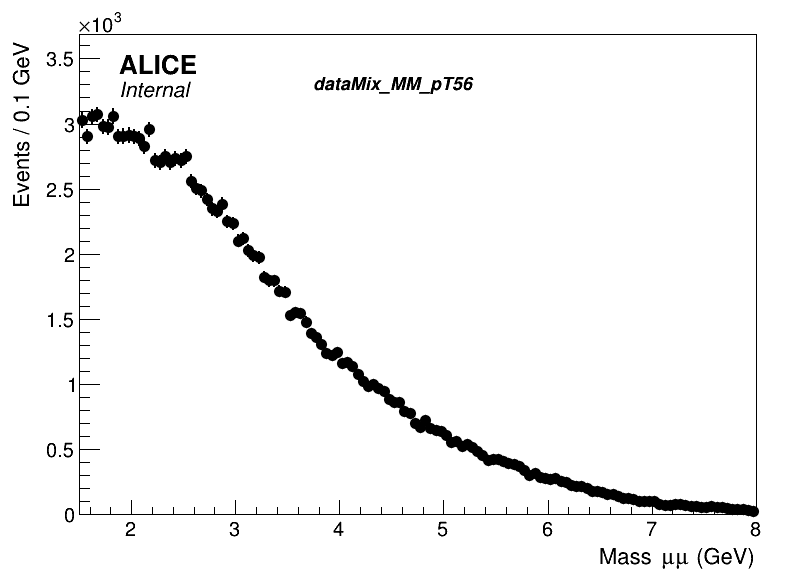 ×10³
3.5
3
2.5
2
1.5
1
0.5
0
Events / 0.1 GeV
ALICE
Internal
dataMix_MM_pT56
2 3 4 5 6 7 8
Mass μμ (GeV)